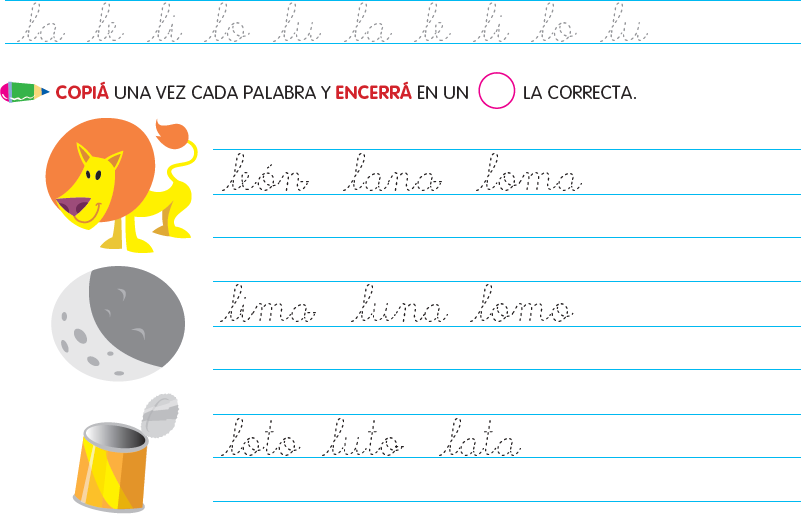 la le li lo lu la le li lo lu
COPIÁ UNA VEZ CADA PALABRA Y ENCERRÁ EN UN LA CORRECTA.
león lana loma
lima luna lomo
loto luto lata